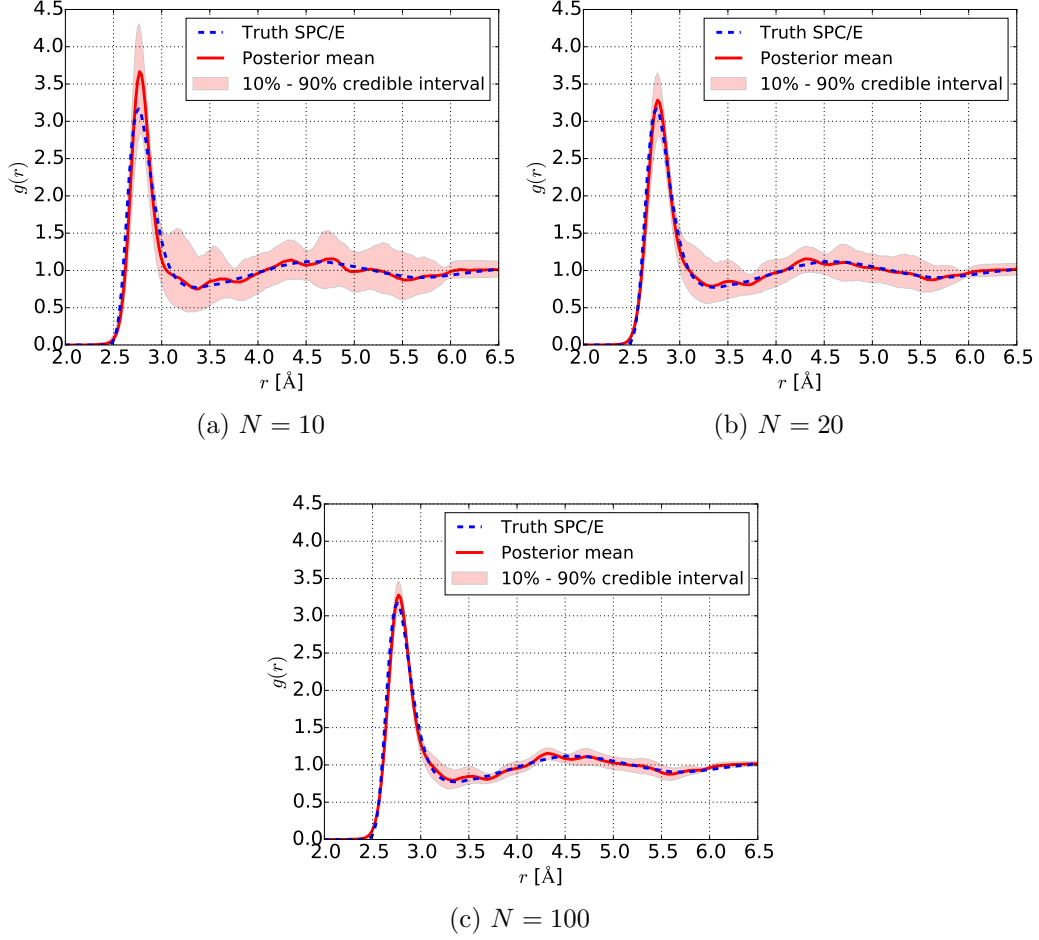 4.5
4.0
3.5
3.0
2.5
2.0
1.5
1.0
0.5
0.0
g(r)
Truth SPC/E
Posterior mean
10% - 90% credible interval
2.0 2.5 3.0 3.5 4.0 4.5 5.0 5.5 6.0 6.5
r [Å]
(a) N = 10
4.5
4.0
3.5
3.0
2.5
2.0
1.5
1.0
0.5
0.0
g(r)
Truth SPC/E
Posterior mean
10% - 90% credible interval
2.0 2.5 3.0 3.5 4.0 4.5 5.0 5.5 6.0 6.5
r [Å]
(b) N = 20
4.5
4.0
3.5
3.0
2.5
2.0
1.5
1.0
0.5
0.0
g(r)
Truth SPC/E
Posterior mean
10% - 90% credible interval
2.0 2.5 3.0 3.5 4.0 4.5 5.0 5.5 6.0 6.5
r [Å]
(c) N = 100